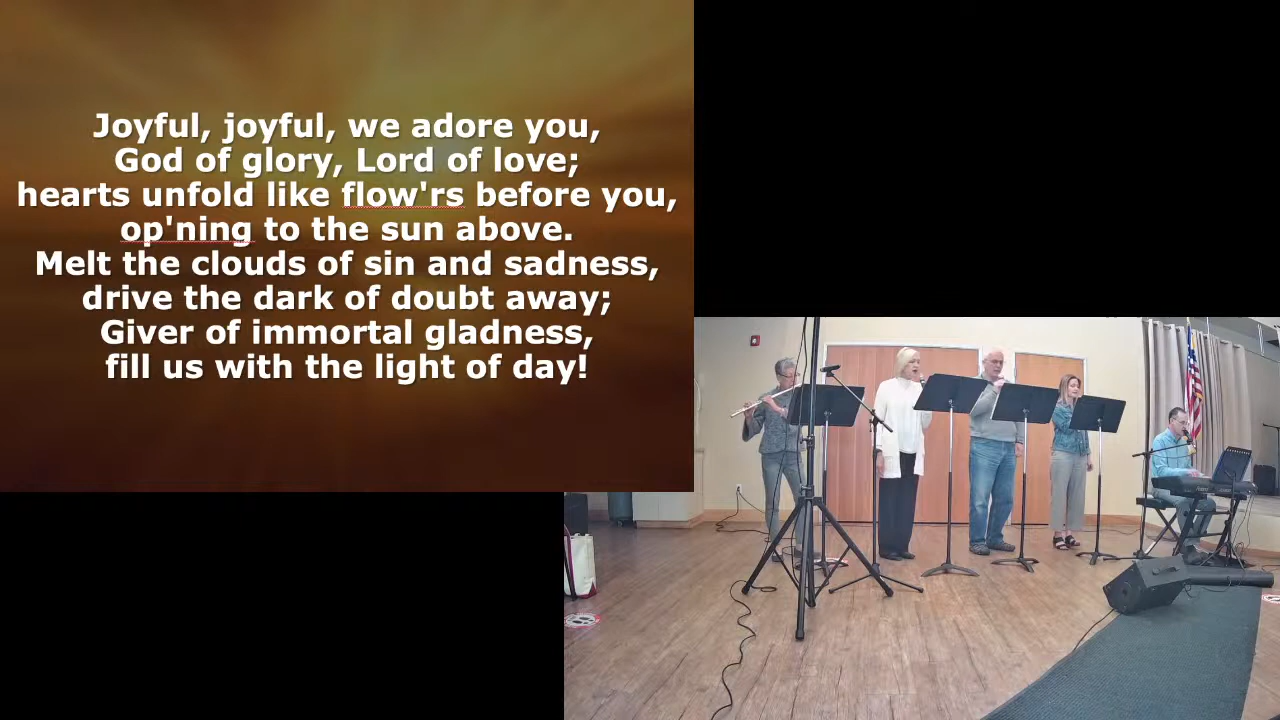 Joyful, joyful, we adore you,
God of glory, Lord of love;
hearts unfold like flow'rs before you,
op'ning to the sun above.
Melt the clouds of sin and sadness,
drive the dark of doubt away;
Giver of immortal gladness,
fill us with the light of day!